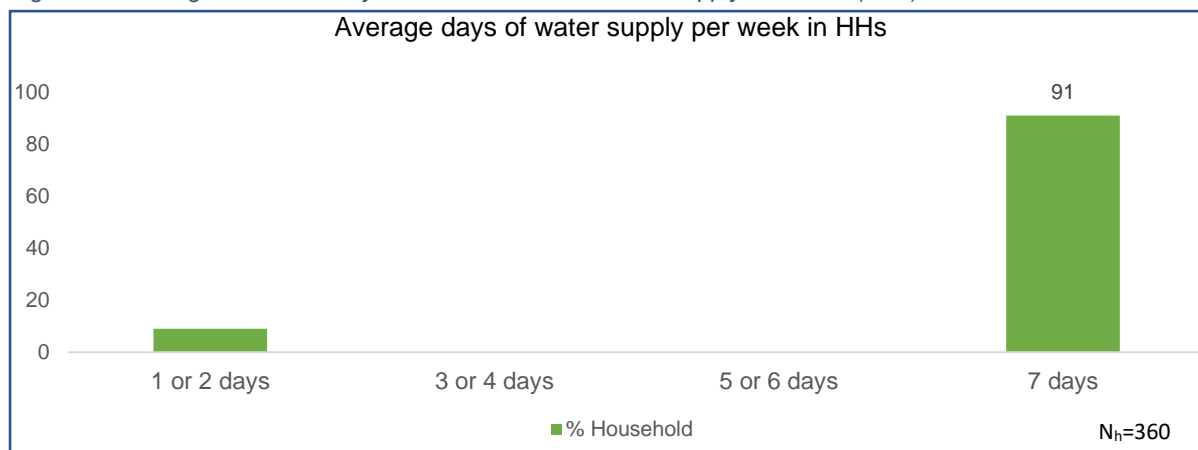 Average days of water supply per week in HHs
100
91
80
60
40
20
0
1 or 2 days
3 or 4 days
5 or 6 days
7 days
% Household
Nh=360